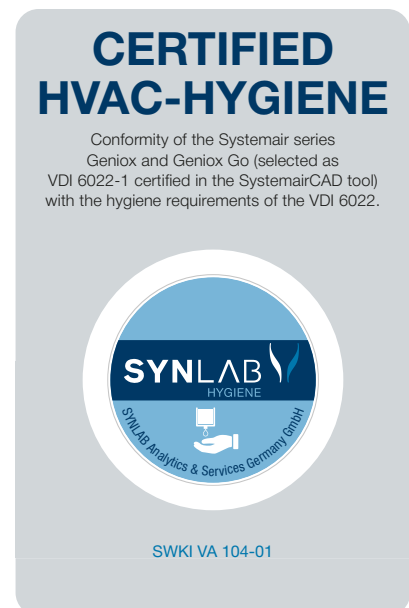 CERTIFIED
HVAC-HYGIENE
Conformity of the Systemair series
Geniox and Geniox Go (selected as
VDI 6022-1 certified in the SystemairCAD tool)
with the hygiene requirements of the VDI 6022.
SYNLAB
HYGIENE
SYNLAB Analytics & Services Germany GmbH
SWKI VA 104-01